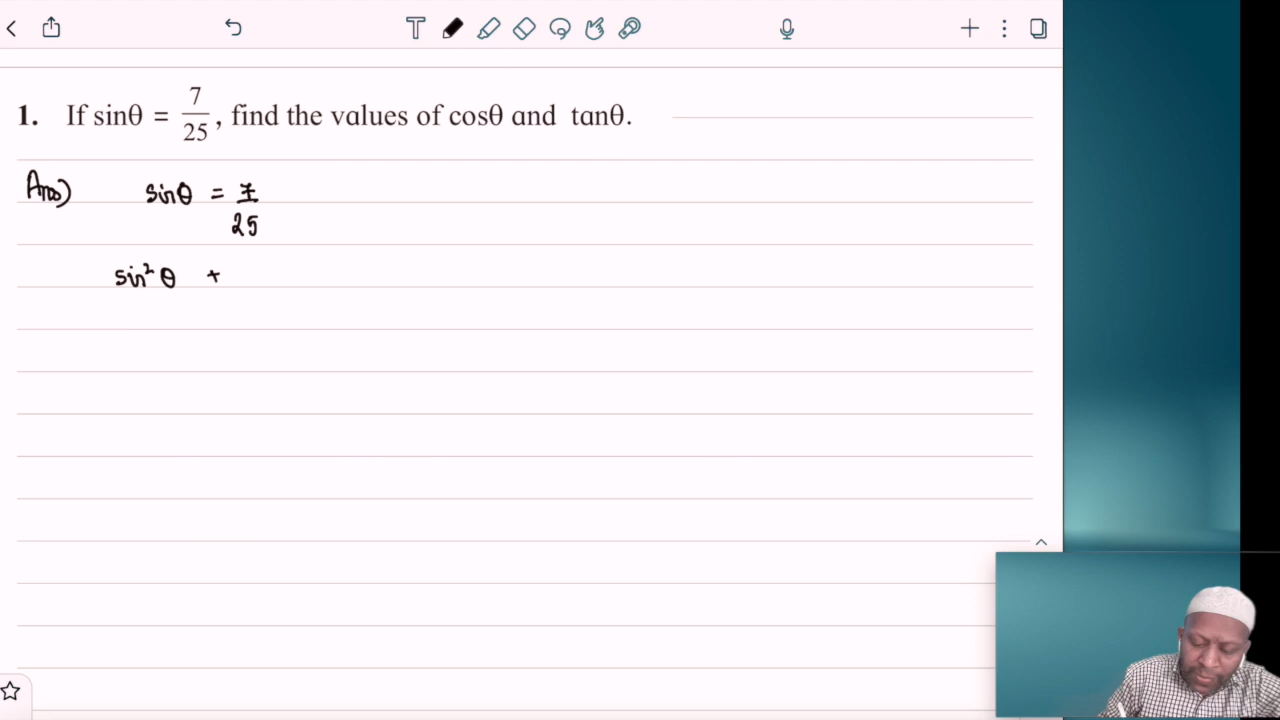 1. If sinθ = 7/25, find the values of cosθ and tanθ.
Ans) sinθ = 7/25
sin²θ +